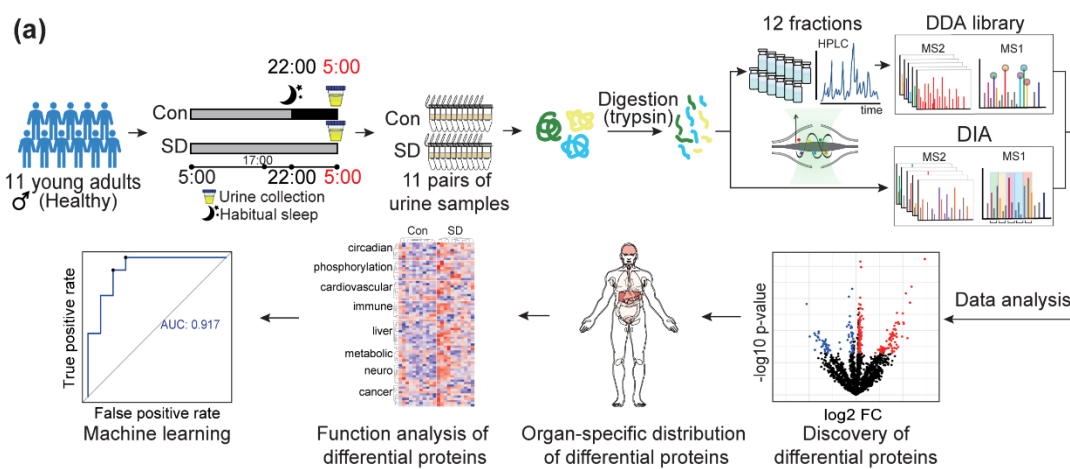 (a)
11 young adults
♂ (Healthy)
22:00 5:00
Con
SD
17:00
5:00 22:00 5:00
Urine collection
:Habitual sleep
Con
SD
11 pairs of
urine samples
Digestion
(trypsin)
12 fractions
HPLC
time
DDA library
MS2 MS1
DIA
MS2 MS1
Data analysis
-log10 p-value
log2 FC
Discovery of
differential proteins
Organ-specific distribution
of differential proteins
Con SD
circadian
phosphorylation
cardiovascular
immune
liver
metabolic
neuro
cancer
Function analysis of
differential proteins
True positive rate
AUC: 0.917
False positive rate
Machine learning